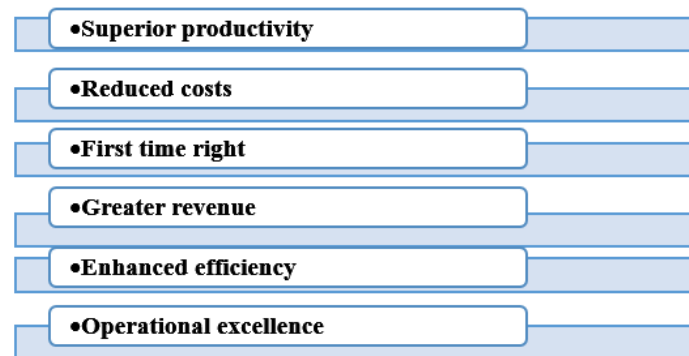 •Superior productivity
•Reduced costs
•First time right
•Greater revenue
•Enhanced efficiency
•Operational excellence